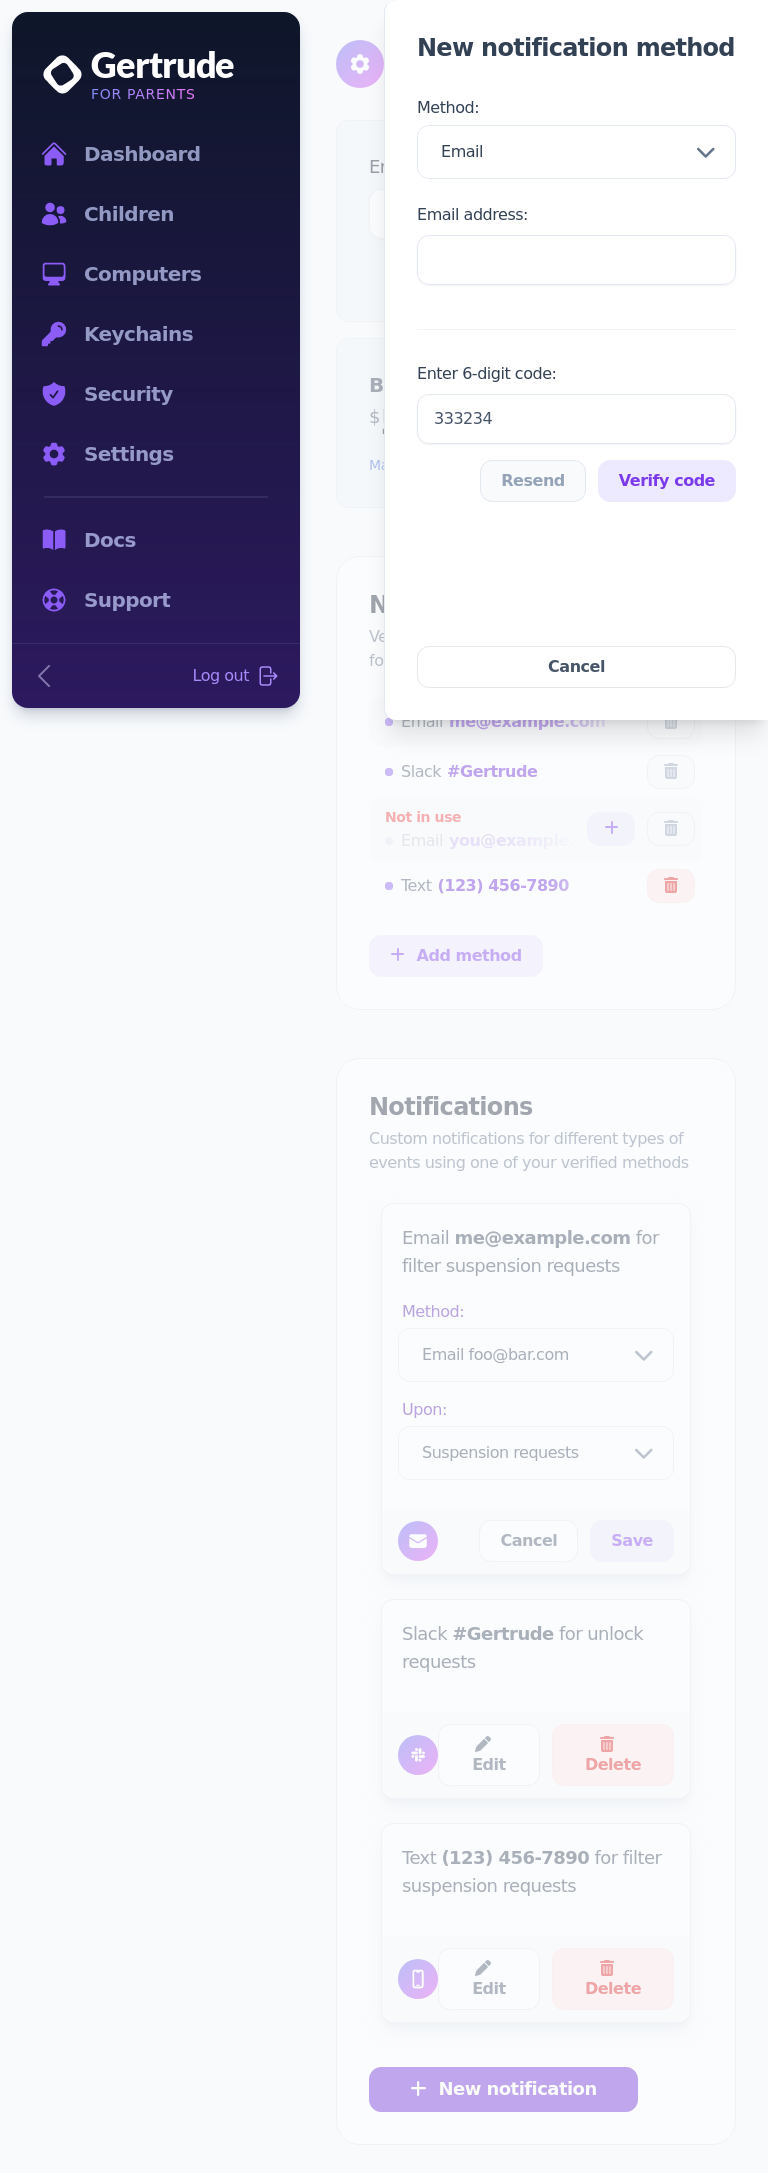 Gertrude
FOR PARENTS
Dashboard
Children
Computers
Keychains
Security
Settings
Docs
Support
Log out
New notification method
Method:
Email
Email address:
Enter 6-digit code:
333234
Resend
Verify code
Cancel
$
Email me@example.com
Slack #Gertrude
Not in use
Email you@example
Text (123) 456-7890
+ Add method
Notifications
Custom notifications for different types of
events using one of your verified methods
Email me@example.com for
filter suspension requests
Method:
Email foo@bar.com
Upon:
Suspension requests
Cancel
Save
Slack #Gertrude for unlock
requests
Edit
Delete
Text (123) 456-7890 for filter
suspension requests
Edit
Delete
+ New notification